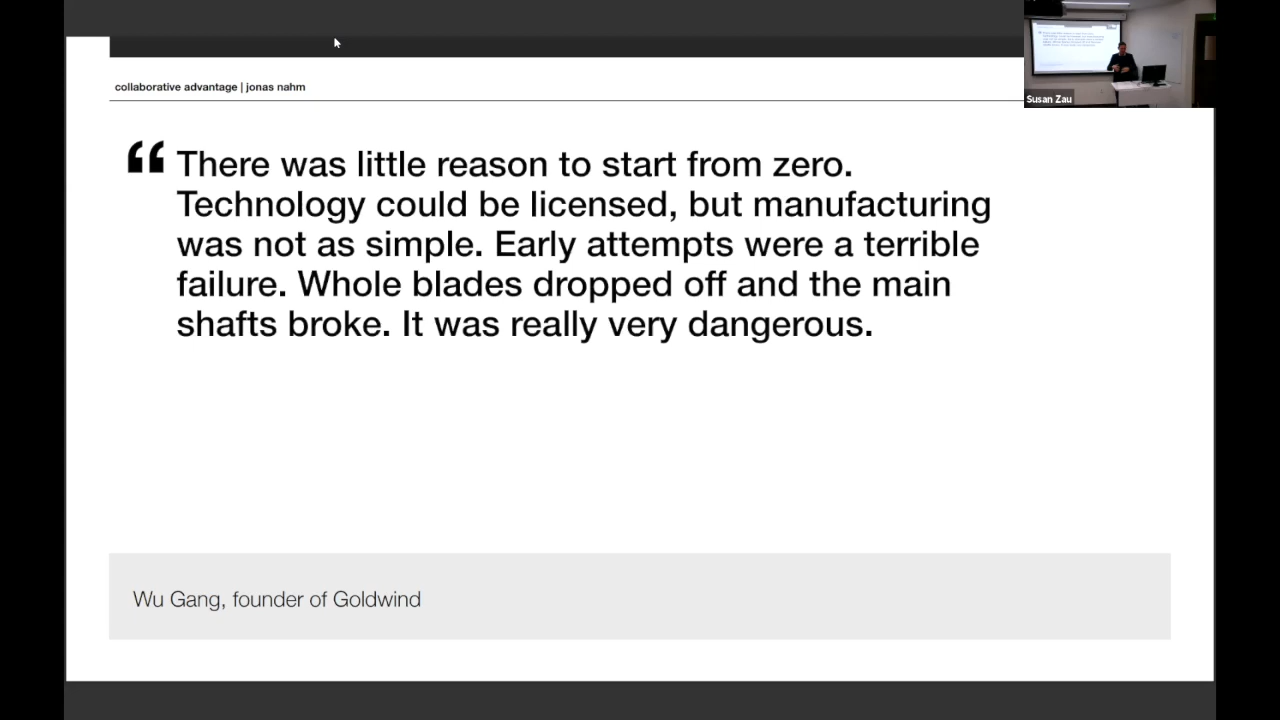 collaborative advantage | jonas nahm
“ There was little reason to start from zero.
Technology could be licensed, but manufacturing
was not as simple. Early attempts were a terrible
failure. Whole blades dropped off and the main
shafts broke. It was really very dangerous.
Wu Gang, founder of Goldwind
Susan Zau